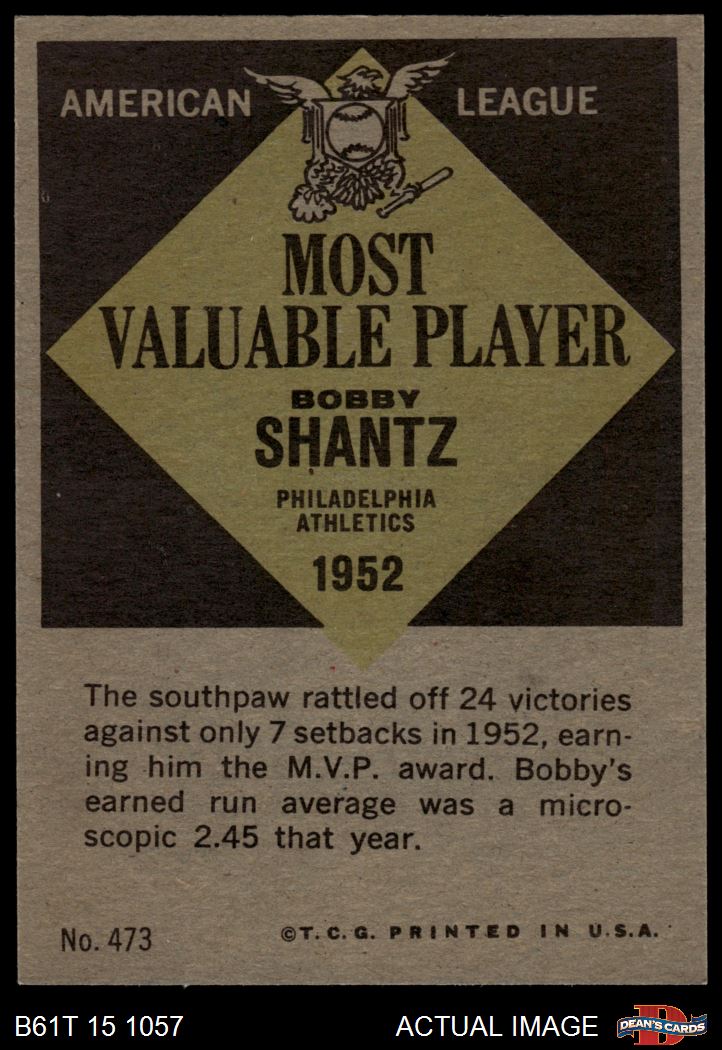 AMERICAN LEAGUE
MOST
VALUABLE PLAYER
BOBBY
SHANTZ
PHILADELPHIA
ATHLETICS
1952
The southpaw rattled off 24 victories
against only 7 setbacks in 1952, earn-
ing him the M.V.P. award. Bobby's
earned run average was a micro-
scopic 2.45 that year.
No. 473 ©T.C.G. PRINTED IN U.S.A.
B61T 15 1057 ACTUAL IMAGE DEAN'S CARDS